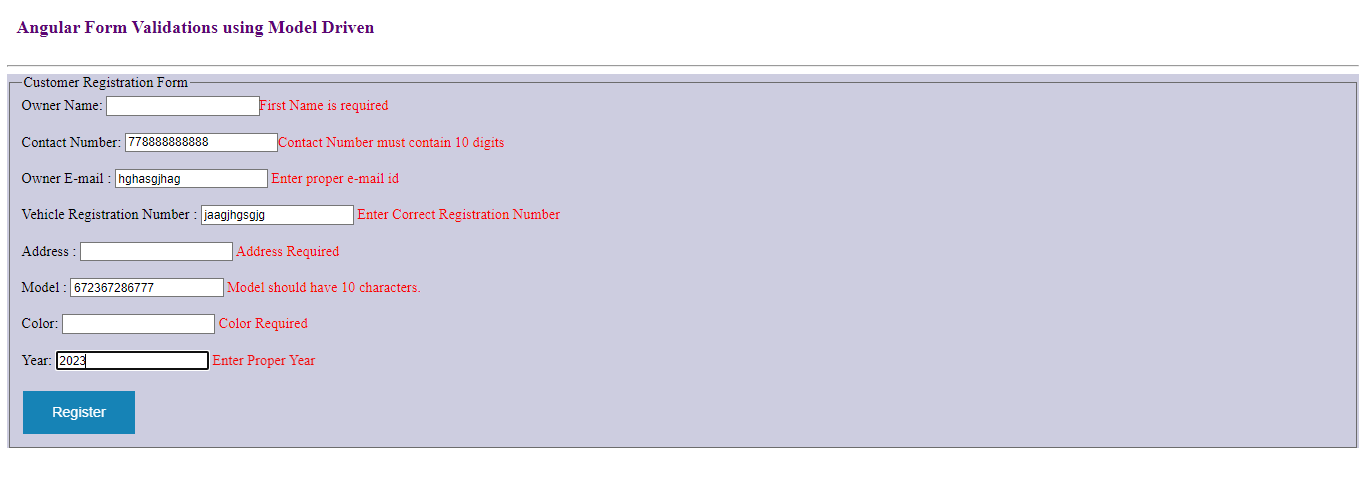 Angular Form Validations using Model Driven
Customer Registration Form
Owner Name: First Name is required
Contact Number: 778888888888 Contact Number must contain 10 digits
Owner E-mail : hghasgjhag Enter proper e-mail id
Vehicle Registration Number : jaagjhgsgjg Enter Correct Registration Number
Address : Address Required
Model : 672367286777 Model should have 10 characters.
Color: Color Required
Year: 2023 Enter Proper Year
Register